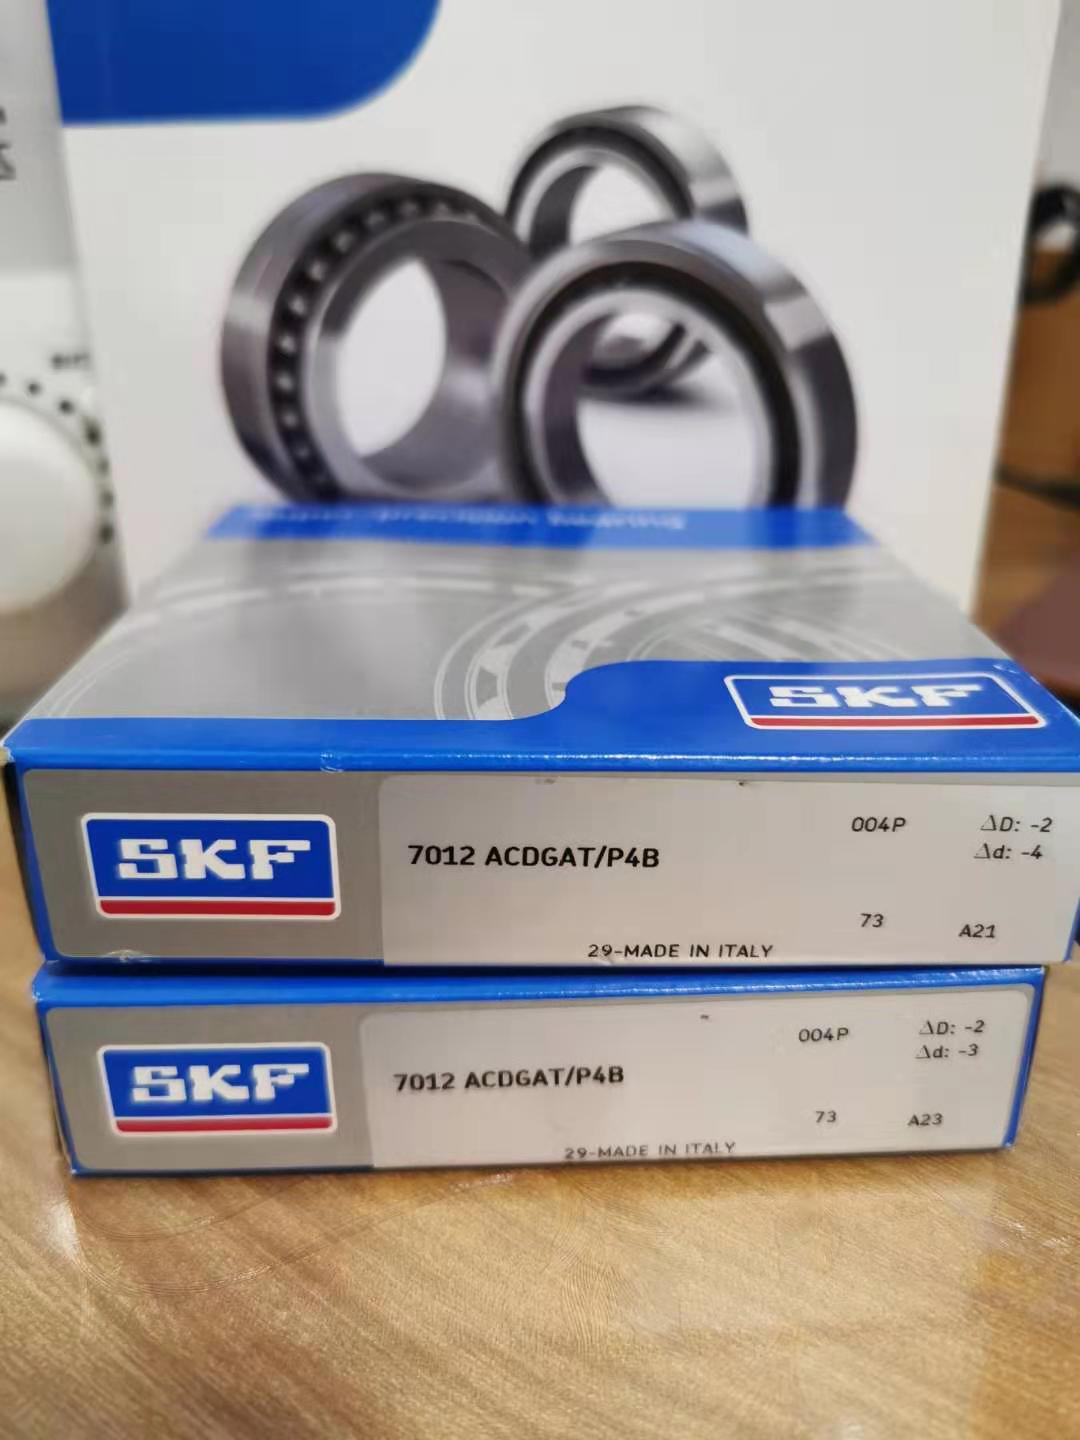 SKF
SKF
7012 ACDGAT/P4B
004P
ΔD: -2
Δd: -4
73
A21
29-MADE IN ITALY
SKF
7012 ACDGAT/P4B
004P
ΔD: -2
Δd: -3
73
A23
29-MADE IN ITALY